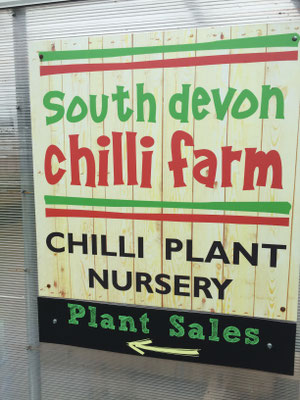 south devon
chilli farm
CHILLI PLANT
NURSERY
Plant Sales